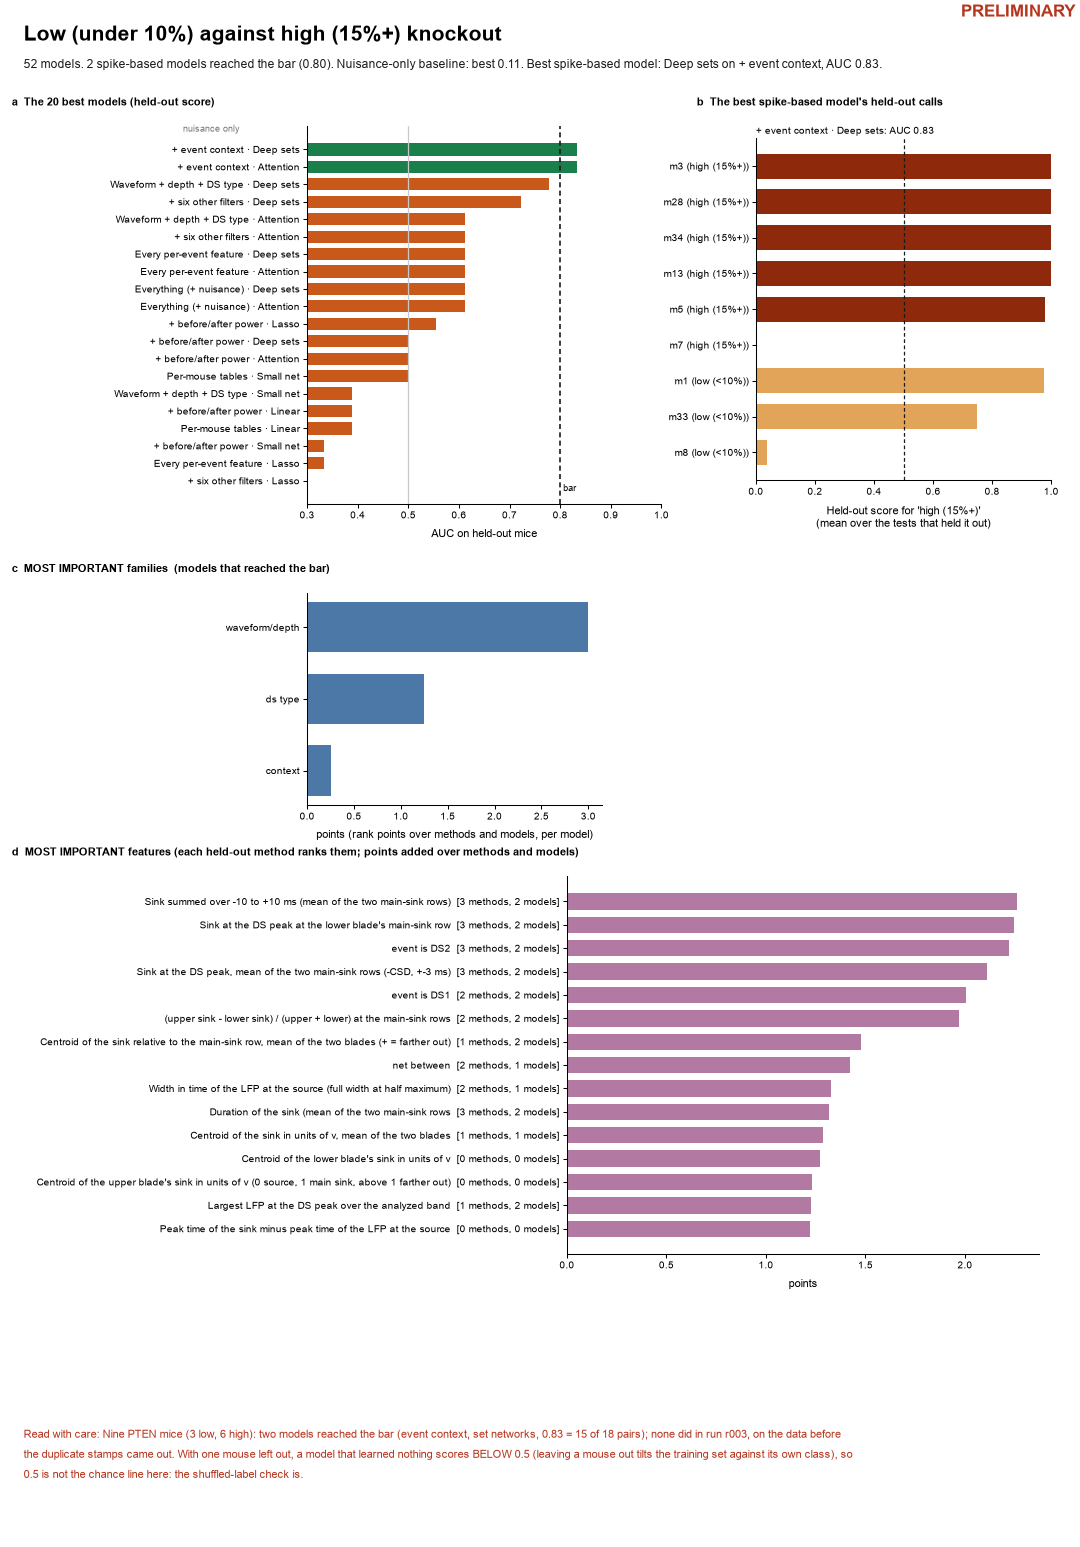 PRELIMINARY
Low (under 10%) against high (15%+) knockout
52 models. 2 spike-based models reached the bar (0.80). Nuisance-only baseline: best 0.11. Best spike-based model: Deep sets on + event context, AUC 0.83.
a The 20 best models (held-out score)
nuisance only
+ event context · Deep sets
+ event context · Attention
Waveform + depth + DS type · Deep sets
+ six other filters · Deep sets
Waveform + depth + DS type · Attention
+ six other filters · Attention
Every per-event feature · Deep sets
Every per-event feature · Attention
Everything (+ nuisance) · Deep sets
Everything (+ nuisance) · Attention
+ before/after power · Lasso
+ before/after power · Deep sets
+ before/after power · Attention
Per-mouse tables · Small net
Waveform + depth + DS type · Small net
+ before/after power · Linear
Per-mouse tables · Linear
+ before/after power · Small net
Every per-event feature · Lasso
+ six other filters · Lasso
bar
0.3 0.4 0.5 0.6 0.7 0.8 0.9 1.0
AUC on held-out mice
b The best spike-based model's held-out calls
+ event context · Deep sets: AUC 0.83
m3 (high (15%+))
m28 (high (15%+))
m34 (high (15%+))
m13 (high (15%+))
m5 (high (15%+))
m7 (high (15%+))
m1 (low (<10%))
m33 (low (<10%))
m8 (low (<10%))
0.0 0.2 0.4 0.6 0.8 1.0
Held-out score for 'high (15%+)'
(mean over the tests that held it out)
c MOST IMPORTANT families (models that reached the bar)
waveform/depth
ds type
context
0.0 0.5 1.0 1.5 2.0 2.5 3.0
points (rank points over methods and models, per model)
d MOST IMPORTANT features (each held-out method ranks them; points added over methods and models)
Sink summed over -10 to +10 ms (mean of the two main-sink rows) [3 methods, 2 models]
Sink at the DS peak at the lower blade's main-sink row [3 methods, 2 models]
event is DS2 [3 methods, 2 models]
Sink at the DS peak, mean of the two main-sink rows (-CSD, +-3 ms) [3 methods, 2 models]
event is DS1 [2 methods, 2 models]
(upper sink - lower sink) / (upper + lower) at the main-sink rows [2 methods, 2 models]
Centroid of the sink relative to the main-sink row, mean of the two blades (+ = farther out) [1 methods, 2 models]
net between [2 methods, 1 models]
Width in time of the LFP at the source (full width at half maximum) [2 methods, 1 models]
Duration of the sink (mean of the two main-sink rows [3 methods, 2 models]
Centroid of the sink in units of v, mean of the two blades [1 methods, 1 models]
Centroid of the lower blade's sink in units of v [0 methods, 0 models]
Centroid of the upper blade's sink in units of v (0 source, 1 main sink, above 1 farther out) [0 methods, 0 models]
Largest LFP at the DS peak over the analyzed band [1 methods, 2 models]
Peak time of the sink minus peak time of the LFP at the source [0 methods, 0 models]
0.0 0.5 1.0 1.5 2.0
points
Read with care: Nine PTEN mice (3 low, 6 high): two models reached the bar (event context, set networks, 0.83 = 15 of 18 pairs); none did in run r003, on the data before
the duplicate stamps came out. With one mouse left out, a model that learned nothing scores BELOW 0.5 (leaving a mouse out tilts the training set against its own class), so
0.5 is not the chance line here: the shuffled-label check is.